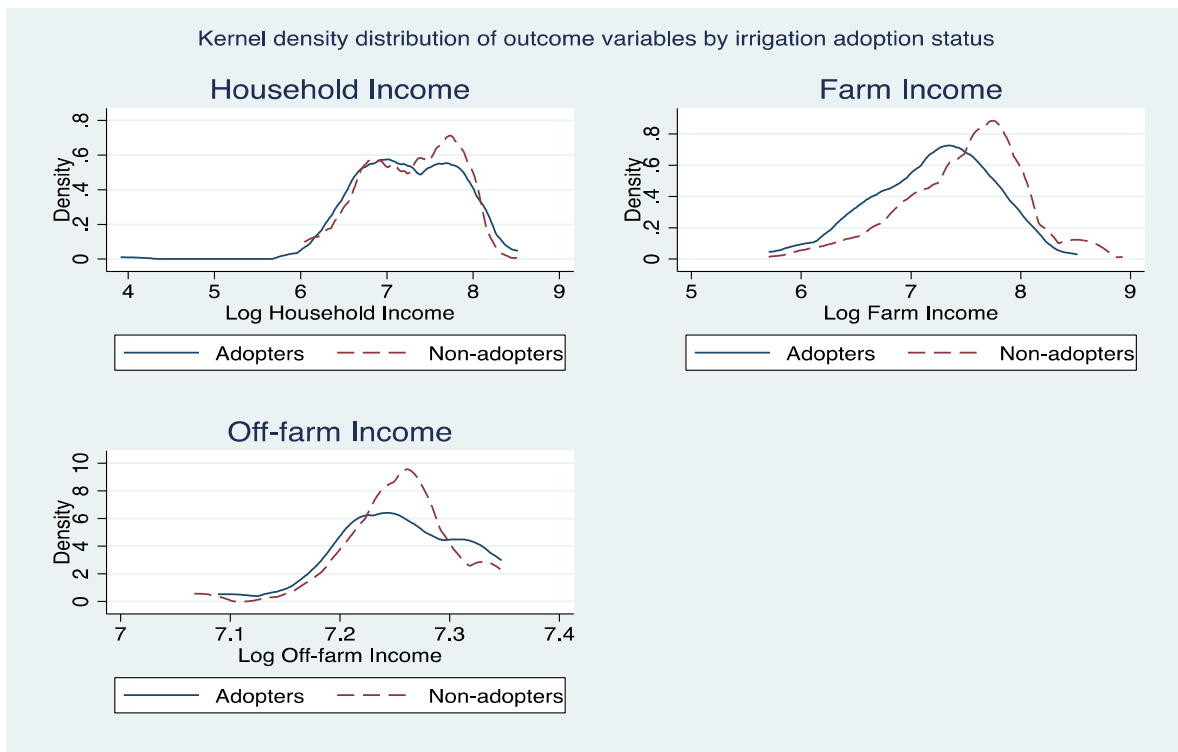 Kernel density distribution of outcome variables by irrigation adoption status
Household Income
Density
0 .2 .4 .6 .8
4 5 6 7 8 9
Log Household Income
Adopters Non-adopters
Farm Income
Density
0 .2 .4 .6 .8
5 6 7 8 9
Log Farm Income
Adopters Non-adopters
Off-farm Income
Density
0 2 4 6 8 10
7 7.1 7.2 7.3 7.4
Log Off-farm Income
Adopters Non-adopters